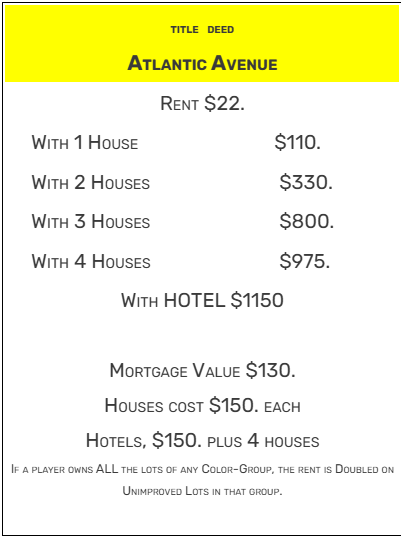 TITLE DEED
ATLANTIC AVENUE
RENT $22.
WITH 1 HOUSE $110.
WITH 2 HOUSES $330.
WITH 3 HOUSES $800.
WITH 4 HOUSES $975.
WITH HOTEL $1150
MORTGAGE VALUE $130.
HOUSES COST $150. EACH
HOTELS, $150. PLUS 4 HOUSES
IF A PLAYER OWNS ALL THE LOTS OF ANY COLOR-GROUP, THE RENT IS DOUBLED ON
UNIMPROVED LOTS IN THAT GROUP.